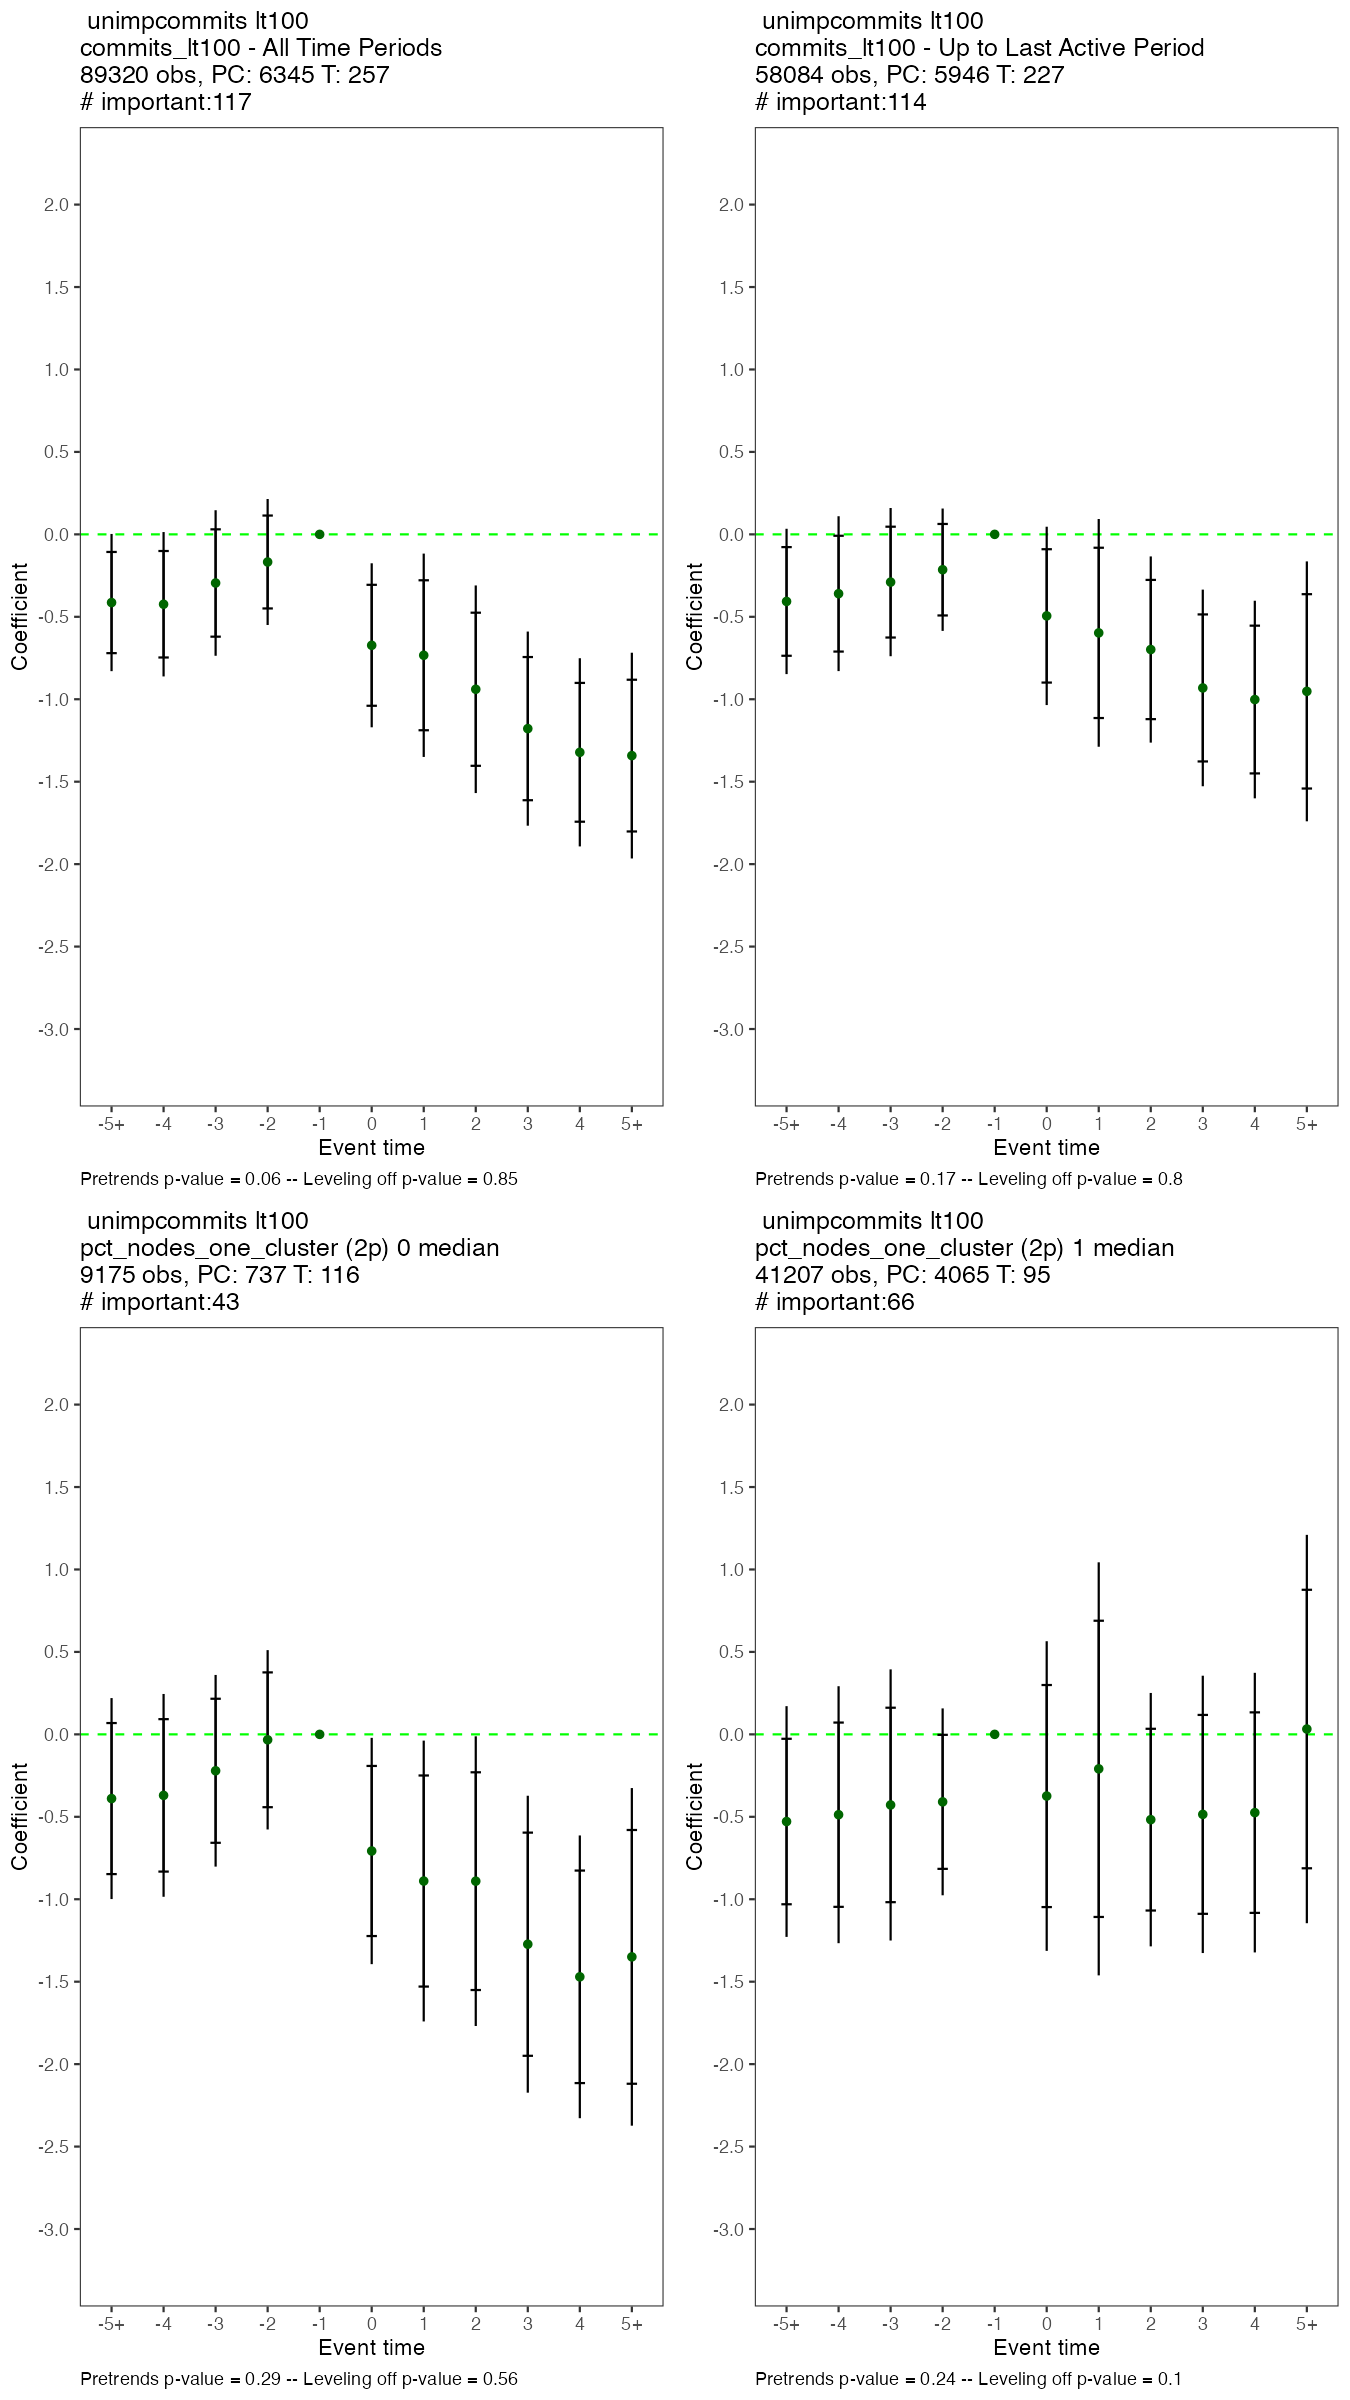 unimpcommits lt100
commits_lt100 - All Time Periods
89320 obs, PC: 6345 T: 257
# important:117
2.0
1.5
1.0
0.5
0.0
-0.5
-1.0
-1.5
-2.0
-2.5
-3.0
Coefficient
-5+ -4 -3 -2 -1 0 1 2 3 4 5+
Event time
Pretrends p-value = 0.06 -- Leveling off p-value = 0.85
unimpcommits lt100
commits_lt100 - Up to Last Active Period
58084 obs, PC: 5946 T: 227
# important:114
2.0
1.5
1.0
0.5
0.0
-0.5
-1.0
-1.5
-2.0
-2.5
-3.0
Coefficient
-5+ -4 -3 -2 -1 0 1 2 3 4 5+
Event time
Pretrends p-value = 0.17 -- Leveling off p-value = 0.8
unimpcommits lt100
pct_nodes_one_cluster (2p) 0 median
9175 obs, PC: 737 T: 116
# important:43
2.0
1.5
1.0
0.5
0.0
-0.5
-1.0
-1.5
-2.0
-2.5
-3.0
Coefficient
-5+ -4 -3 -2 -1 0 1 2 3 4 5+
Event time
Pretrends p-value = 0.29 -- Leveling off p-value = 0.56
unimpcommits lt100
pct_nodes_one_cluster (2p) 1 median
41207 obs, PC: 4065 T: 95
# important:66
2.0
1.5
1.0
0.5
0.0
-0.5
-1.0
-1.5
-2.0
-2.5
-3.0
Coefficient
-5+ -4 -3 -2 -1 0 1 2 3 4 5+
Event time
Pretrends p-value = 0.24 -- Leveling off p-value = 0.1